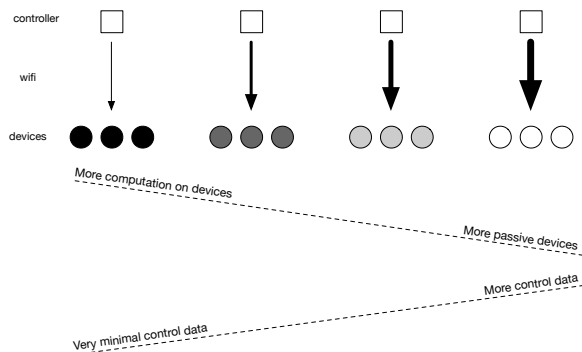 controller
wifi
devices
More computation on devices
More passive devices
More control data
Very minimal control data